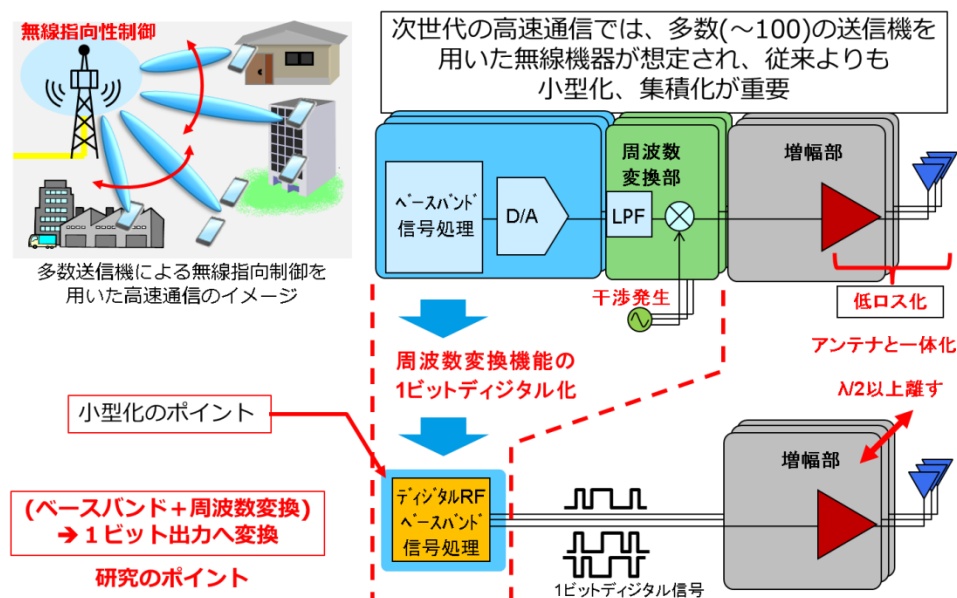 無線指向性制御
多数送信機による無線指向制御を
用いた高速通信のイメージ
次世代の高速通信では、多数(～100)の送信機を
用いた無線機器が想定され、従来よりも
小型化、集積化が重要
ベースバンド
信号処理
D/A
周波数
変換部
LPF
増幅部
干渉発生
低ロス化
アンテナと一体化
λ/2以上離す
周波数変換機能の
1ビットディジタル化
小型化のポイント
(ベースバンド＋周波数変換)
➔１ビット出力へ変換
研究のポイント
ディジタルRF
ベースバンド
信号処理
1ビットディジタル信号
増幅部